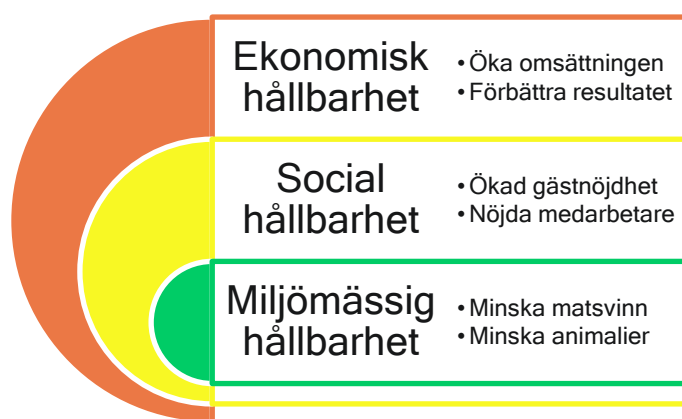 Ekonomisk
hållbarhet
• Öka omsättningen
• Förbättra resultatet
Social
hållbarhet
• Ökad gästnöjdhet
• Nöjda medarbetare
Miljömässig
hållbarhet
• Minska matsvinn
• Minska animalier